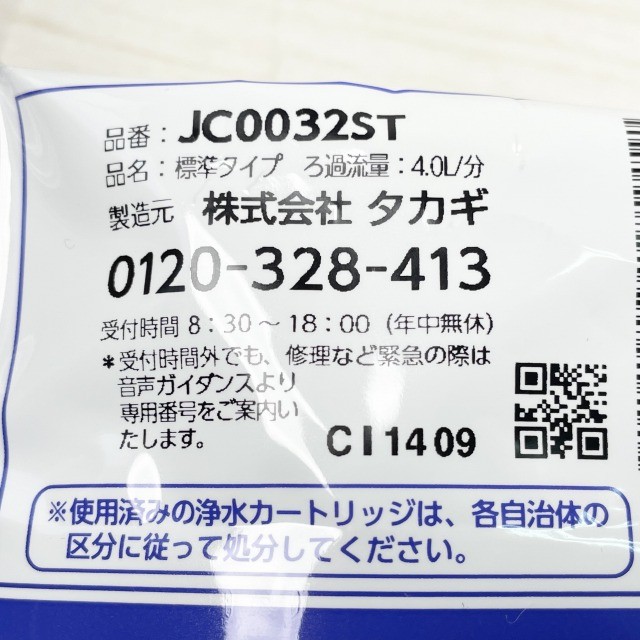 品番：JC0032ST
品名：標準タイプ ろ過流量：4.0L/分
製造元 株式会社 タカギ
0120-328-413
受付時間 8：30～18：00（年中無休）
*受付時間外でも、修理など緊急の際は
音声ガイダンスより
専用番号をご案内い
たします。
CI1409
※使用済みの浄水カートリッジは、各自治体の
区分に従って処分してください。